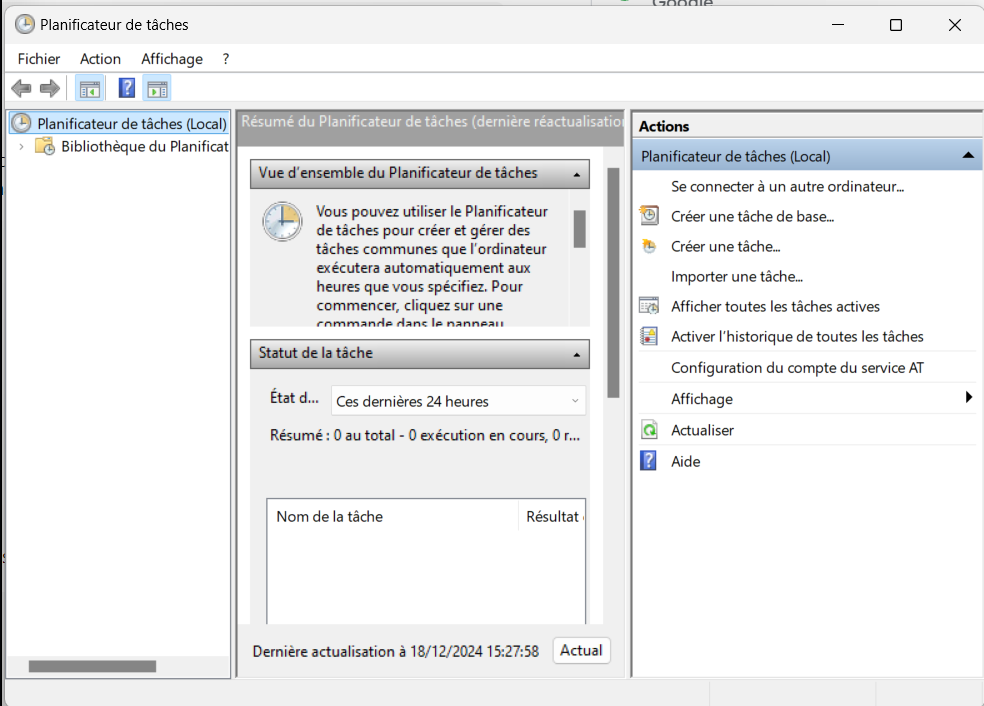 Google
Planificateur de tâches
Fichier Action Affichage ?
Planificateur de tâches (Local)
Bibliothèque du Planificat
Résumé du Planificateur de tâches (dernière réactualisatio
Vue d'ensemble du Planificateur de tâches
Vous pouvez utiliser le Planificateur
de tâches pour créer et gérer des
tâches communes que l'ordinateur
exécutera automatiquement aux
heures que vous spécifiez. Pour
commencer, cliquez sur une
commande dans le panneau
Statut de la tâche
État d... Ces dernières 24 heures
Résumé : 0 au total - 0 exécution en cours, 0 r...
Nom de la tâche Résultat
Dernière actualisation à 18/12/2024 15:27:58 Actual
Actions
Planificateur de tâches (Local)
Se connecter à un autre ordinateur...
Créer une tâche de base...
Créer une tâche...
Importer une tâche...
Afficher toutes les tâches actives
Activer l'historique de toutes les tâches
Configuration du compte du service AT
Affichage
Actualiser
Aide